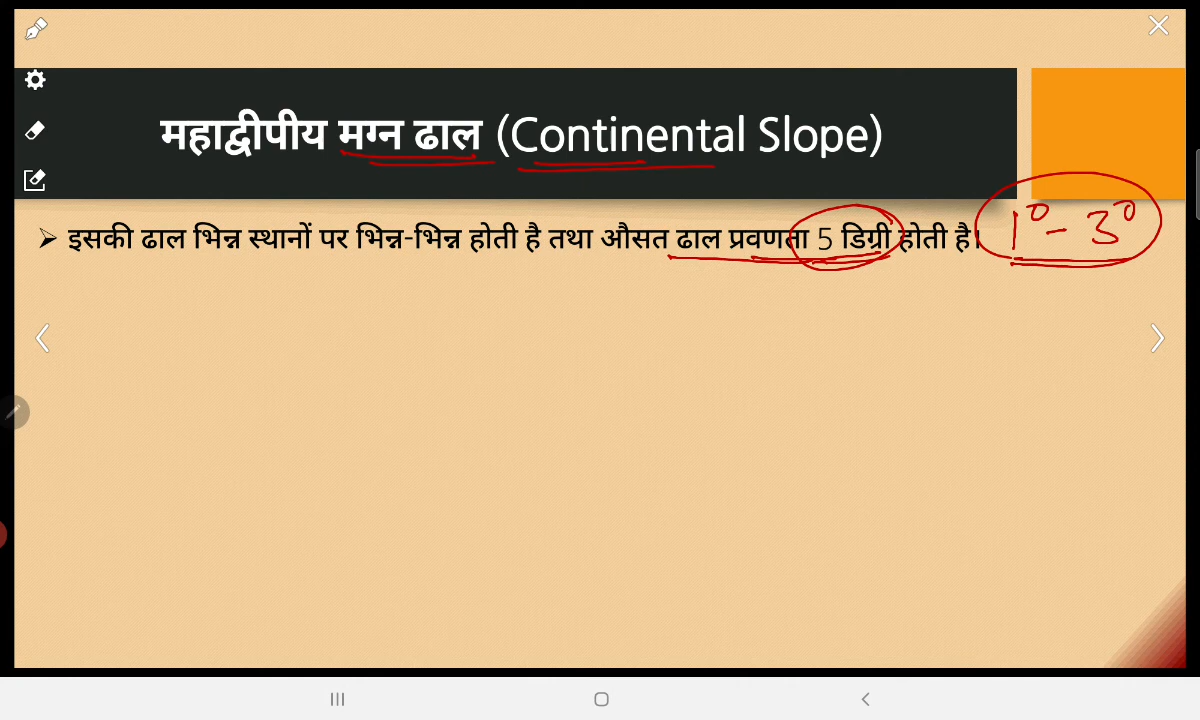 महाद्वीपीय मग्न ढाल (Continental Slope)
➤ इसकी ढाल भिन्न स्थानों पर भिन्न-भिन्न होती है तथा औसत ढाल प्रवणता 5 डिग्री होती है। 1° - 3°